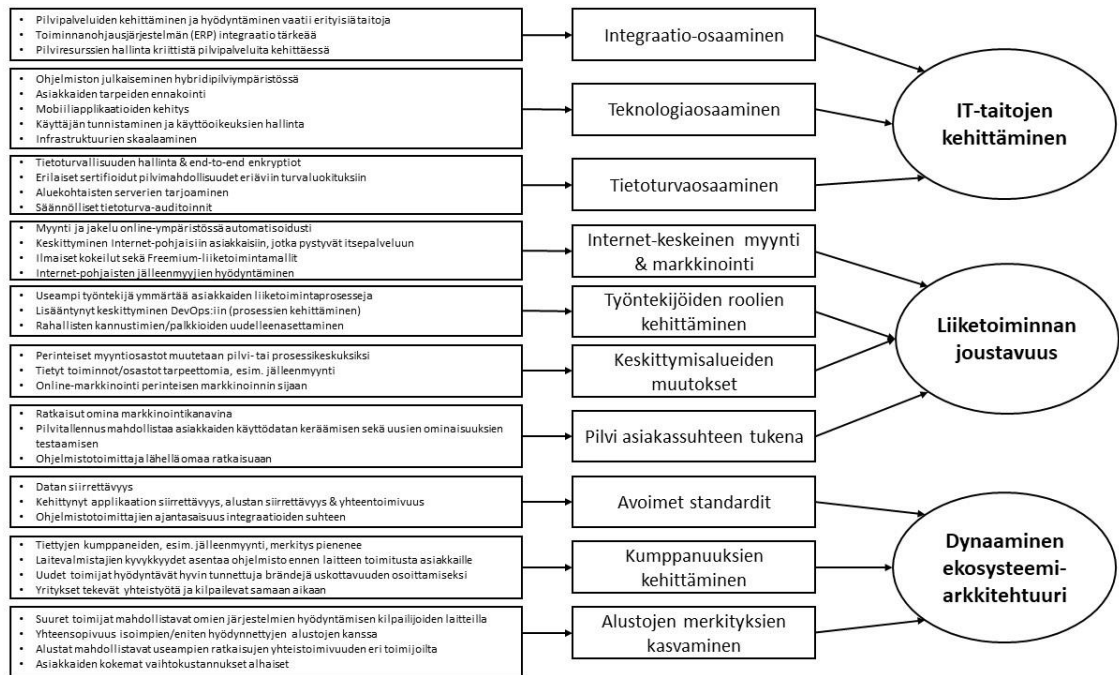 • Pilvipalveluiden kehittäminen ja hyödyntäminen vaatii erityisiä taitoja
• Toiminnanohjausjärjestelmän (ERP) integraatio tärkeää
• Pilviresurssien hallinta kriittistä pilvipalveluita kehittäessä
Integraatio-osaaminen
• Ohjelmiston julkaiseminen hybridipilviympäristössä
• Asiakkaiden tarpeiden ennakointi
• Mobiiliapplikaatioiden kehitys
• Käyttäjän tunnistaminen ja käyttöoikeuksien hallinta
• Infrastruktuurien skaalaaminen
Teknologiaosaaminen
• Tietoturvallisuuden hallinta & end-to-end enkryptiot
• Erilaiset sertifioidut pilvimahdollisuudet eriäviin turvaluokituksiin
• Aluekohtaisten serverien tarjoaminen
• Säännölliset tietoturva-auditoinnit
Tietoturvaosaaminen
IT-taitojen
kehittäminen
• Myynti ja jakelu online-ympäristössä automatisoidusti
• Keskittyminen Internet-pohjaisiin asiakkaisiin, jotka pystyvät itsepalveluun
• Ilmaiset kokeilut sekä Freemium-liiketoimintamallit
• Internet-pohjaisten jälleenmyyjien hyödyntäminen
Internet-keskeinen myynti
& markkinointi
• Useampi työntekijä ymmärtää asiakkaiden liiketoimintaprosesseja
• Lisääntynyt keskittyminen DevOps:iin (prosessien kehittäminen)
• Rahallisten kannustimien/palkkioiden uudelleenasettaminen
Työntekijöiden roolien
kehittäminen
• Perinteiset myyntiosastot muutetaan pilvi- tai prosessikeskuksiksi
• Tietyt toiminnot/osastot tarpeettomia, esim. jälleenmyynti
• Online-markkinointi perinteisen markkinoinnin sijaan
Keskittymisalueiden
muutokset
• Ratkaisut omina markkinointikanavina
• Pilvitallennus mahdollistaa asiakkaiden käyttödatan keräämisen sekä uusien ominaisuuksien
testaamisen
• Ohjelmistotoimittaja lähellä omaa ratkaisuaan
Pilvi asiakassuhteen tukena
Liiketoiminnan
joustavuus
• Datan siirrettävyys
• Kehittynyt applikaation siirrettävyys, alustan siirrettävyys & yhteentoimivuus
• Ohjelmistotoimittajien ajantasaisuus integraatioiden suhteen
Avoimet standardit
• Tiettyjen kumppaneiden, esim. jälleenmyynti, merkitys pienenee
• Laitevalmistajien kyvykkyydet asentaa ohjelmisto ennen laitteen toimitusta asiakkaille
• Uudet toimijat hyödyntävät hyvin tunnettuja brändejä uskottavuuden osoittamiseksi
• Yritykset tekevät yhteistyötä ja kilpailevat samaan aikaan
Kumppanuuksien
kehittäminen
• Suuret toimijat mahdollistavat omien järjestelmien hyödyntämisen kilpailijoiden laitteilla
• Yhteensopivuus isoimpien/eniten hyödynnettyjen alustojen kanssa
• Alustat mahdollistavat useampien ratkaisujen yhteistoimivuuden eri toimijoilta
• Asiakkaiden kokemat vaihtokustannukset alhaiset
Alustojen merkityksien
kasvaminen
Dynaaminen
ekosysteemi-
arkkitehtuuri